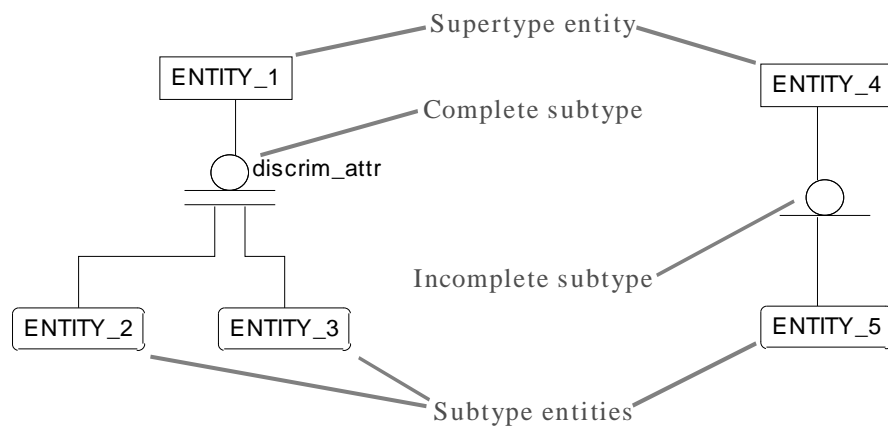 Supertype entity
ENTITY_1
ENTITY_4
Complete subtype
discrim_attr
Incomplete subtype
ENTITY_2
ENTITY_3
ENTITY_5
Subtype entities